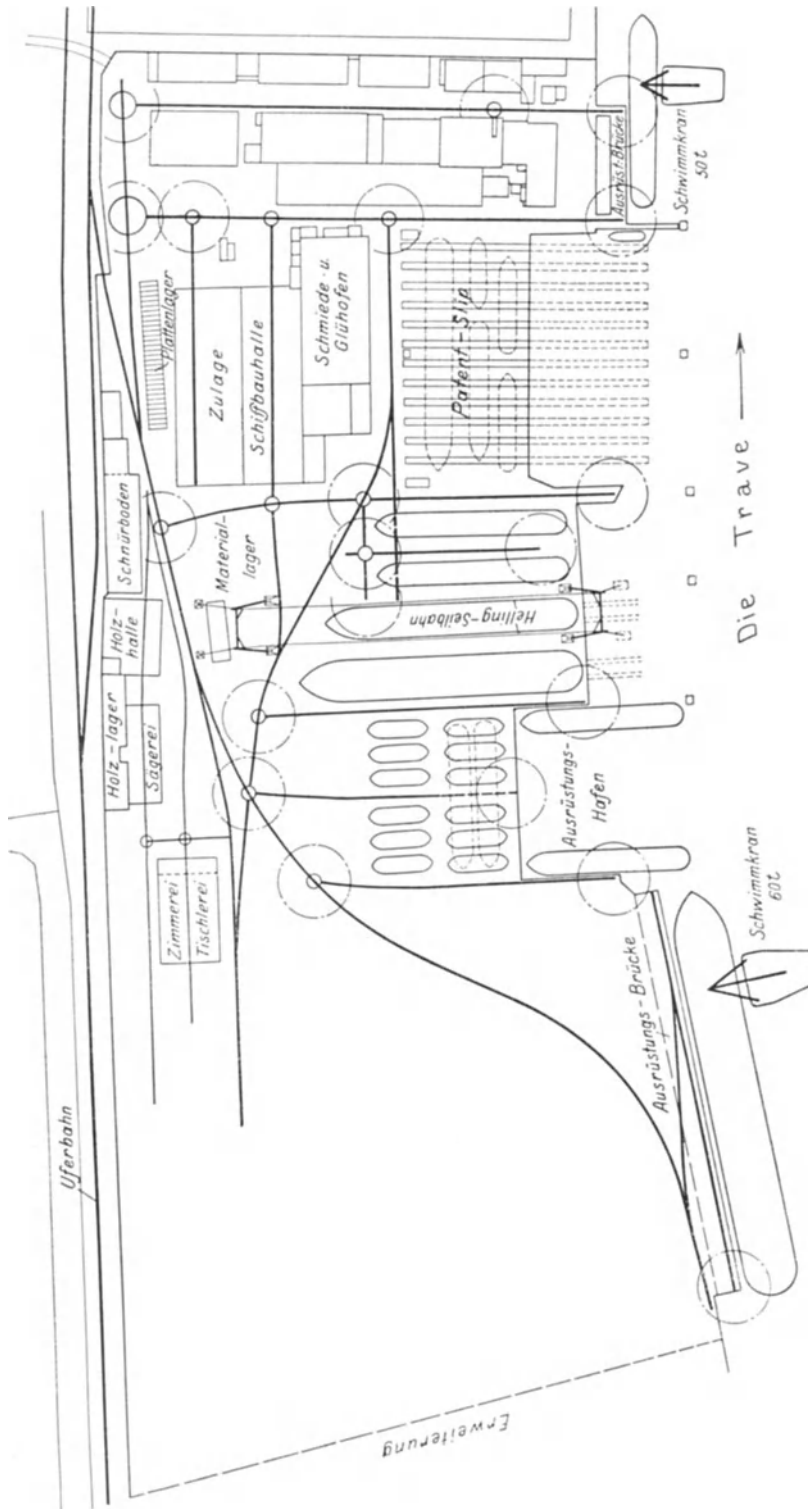 Uferbahn
Holz-lager
Sägerei
Holz-
halle
Schnürboden
Plattenlager
Zimmerei
Tischlerei
Material-
lager
Zulage
Schiffbauhalle
Schmiede u.
Glühofen
Helling-Seilbahn
Patent-Slip
Ausrüst-Brücke
Schwimmkran
50t
Ausrüstungs-
Hafen
Ausrüstungs-Brücke
Schwimmkran
60t
Die Trave
Erweiterung